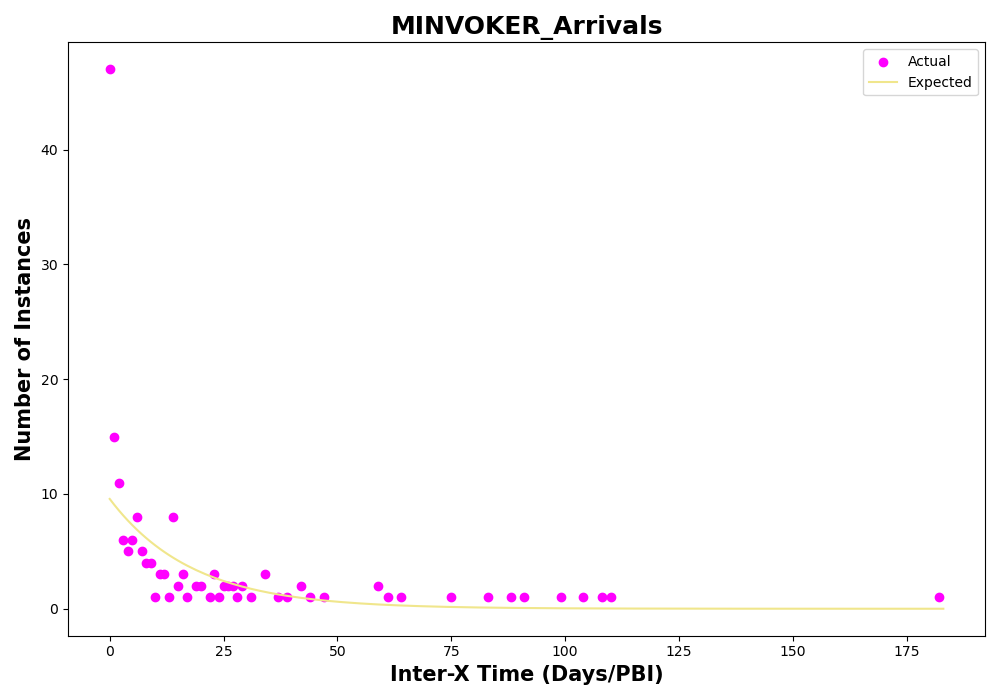 MINVOKER_Arrivals
Actual
Expected
Number of Instances
40
30
20
10
0
0 25 50 75 100 125 150 175
Inter-X Time (Days/PBI)